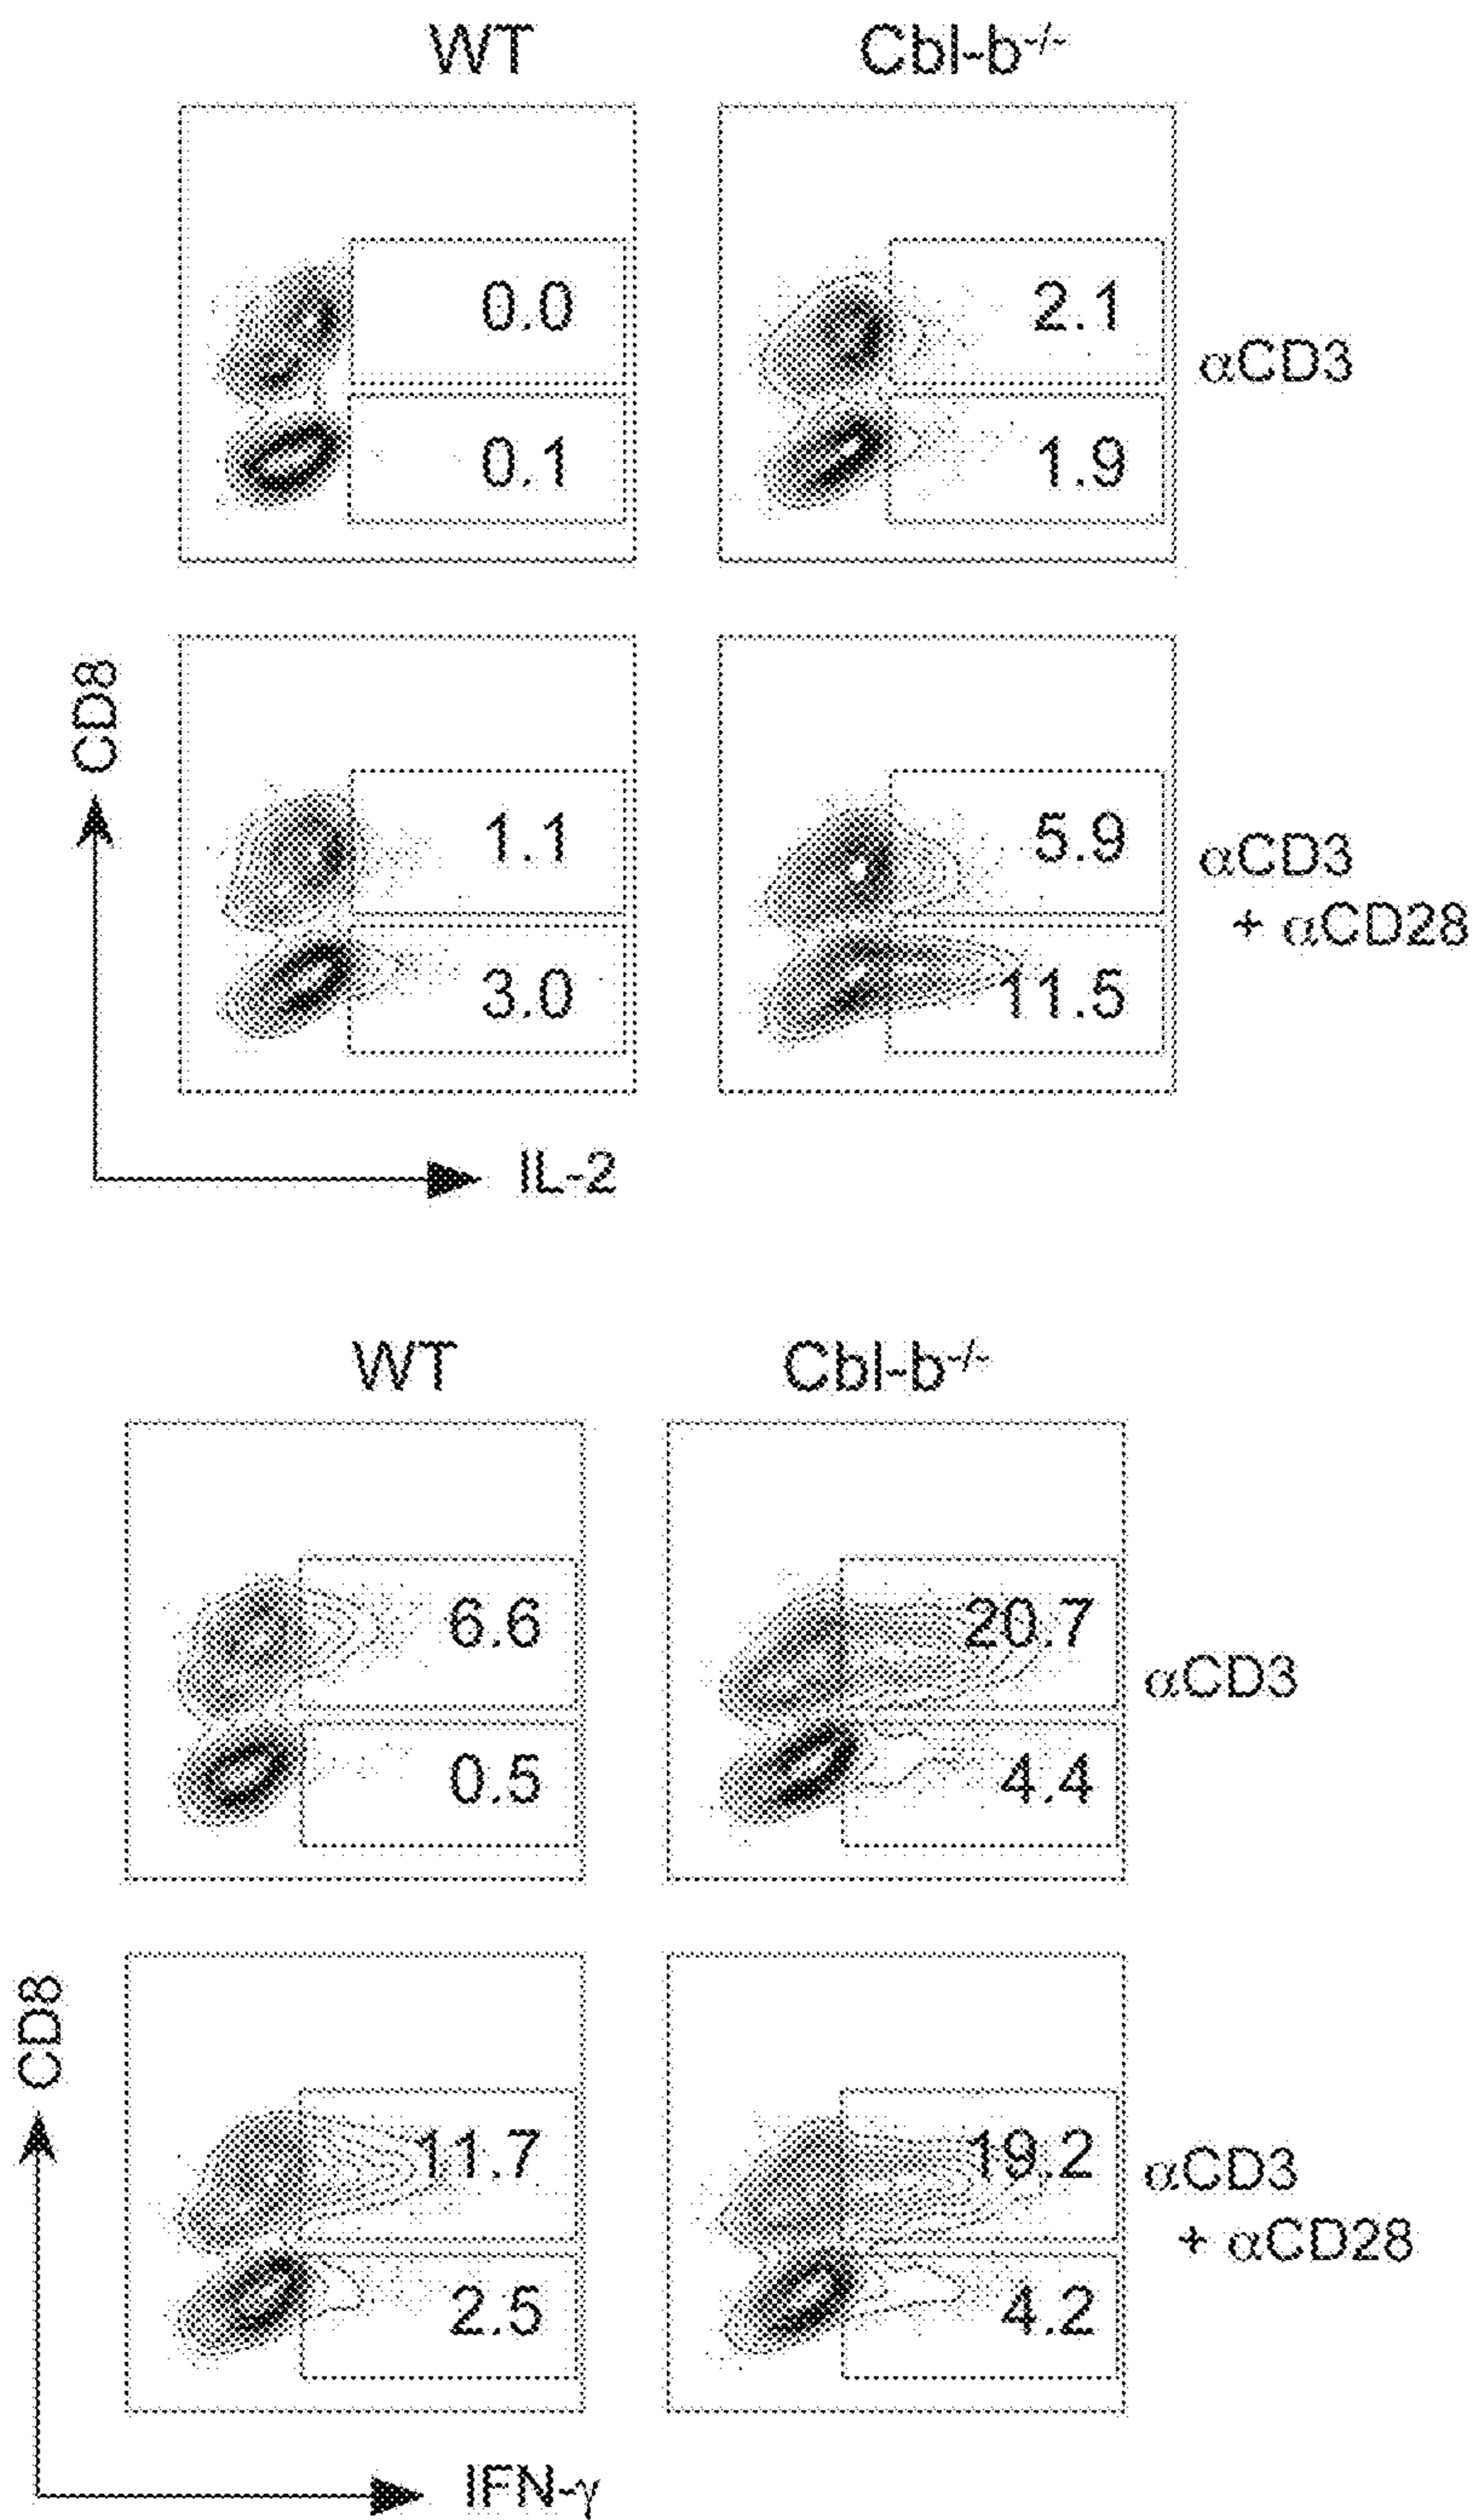 WT Cbl-b-/-
0.0 2.1
αCD3
0.1 1.9
CD8
1.1 5.9
αCD3
+ αCD28
3.0 11.5
IL-2
WT Cbl-b-/-
6.6 20.7
αCD3
0.5 4.4
CD8
11.7 19.2
αCD3
+ αCD28
2.5 4.2
IFN-γ